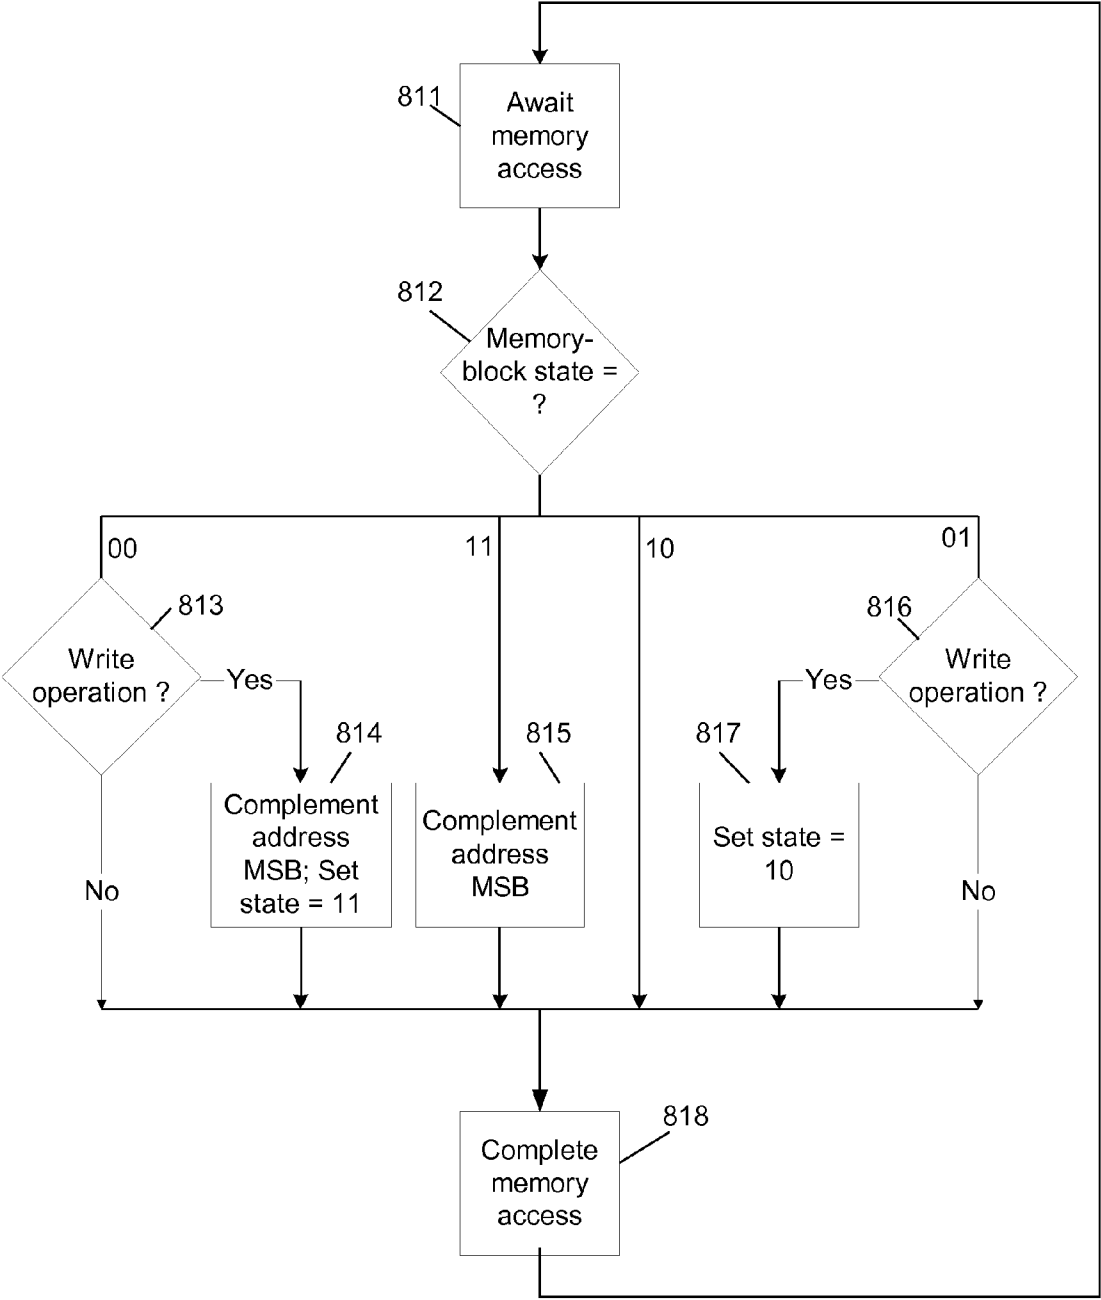 811
Await
memory
access
812
Memory-
block state =
?
00
11
10
01
813
Write
operation ?
Yes
816
Write
operation ?
Yes
814
Complement
address
MSB; Set
state = 11
815
Complement
address
MSB
817
Set state =
10
No
No
818
Complete
memory
access